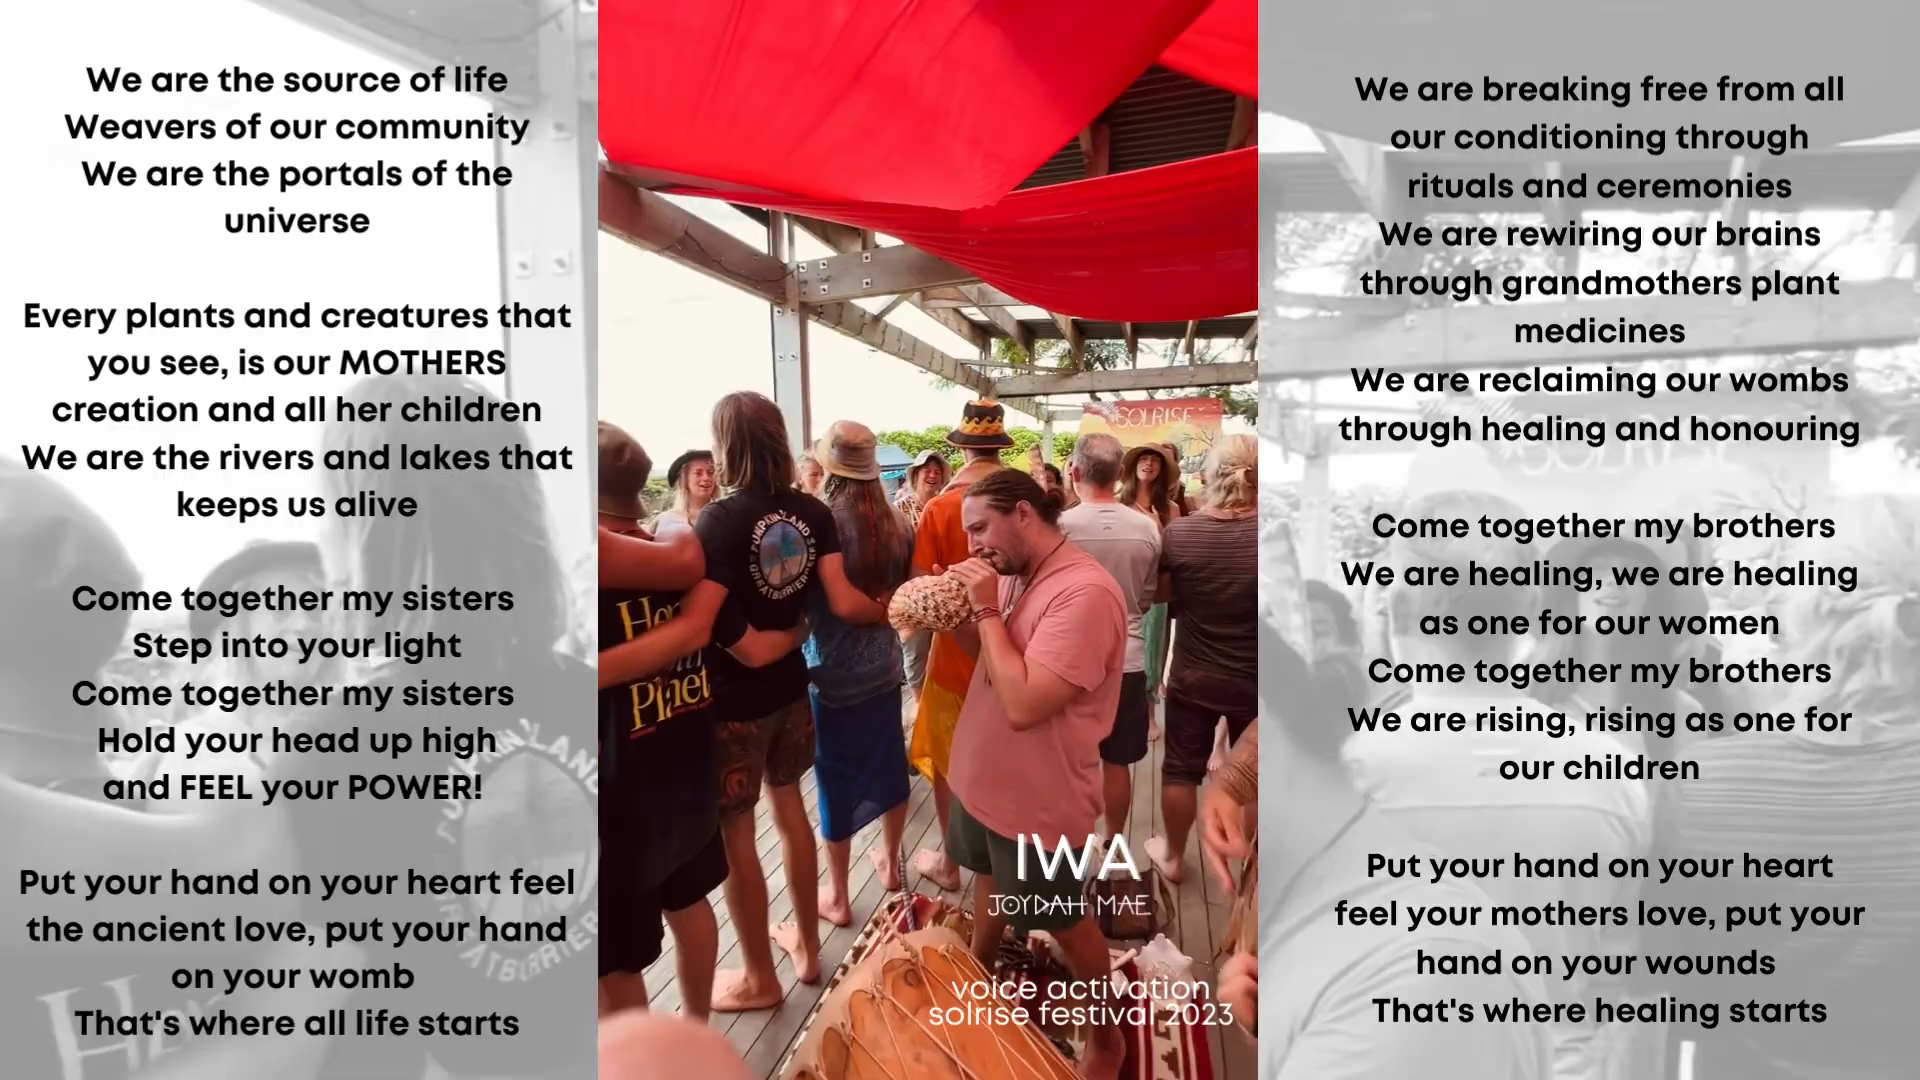 We are the source of life
Weavers of our community
We are the portals of the
universe
Every plants and creatures that
you see, is our MOTHERS
creation and all her children
We are the rivers and lakes that
keeps us alive
Come together my sisters
Step into your light
Come together my sisters
Hold your head up high
and FEEL your POWER!
Put your hand on your heart feel
the ancient love, put your hand
on your womb
That's where all life starts
SOLRISE
PUMPKIN LAND
GREAT BARRIER REEF
Planet
IWA
JOYDAH MAE
voice activation
solrise festival 2023
We are breaking free from all
our conditioning through
rituals and ceremonies
We are rewiring our brains
through grandmothers plant
medicines
We are reclaiming our wombs
through healing and honouring
Come together my brothers
We are healing, we are healing
as one for our women
Come together my brothers
We are rising, rising as one for
our children
Put your hand on your heart
feel your mothers love, put your
hand on your wounds
That's where healing starts